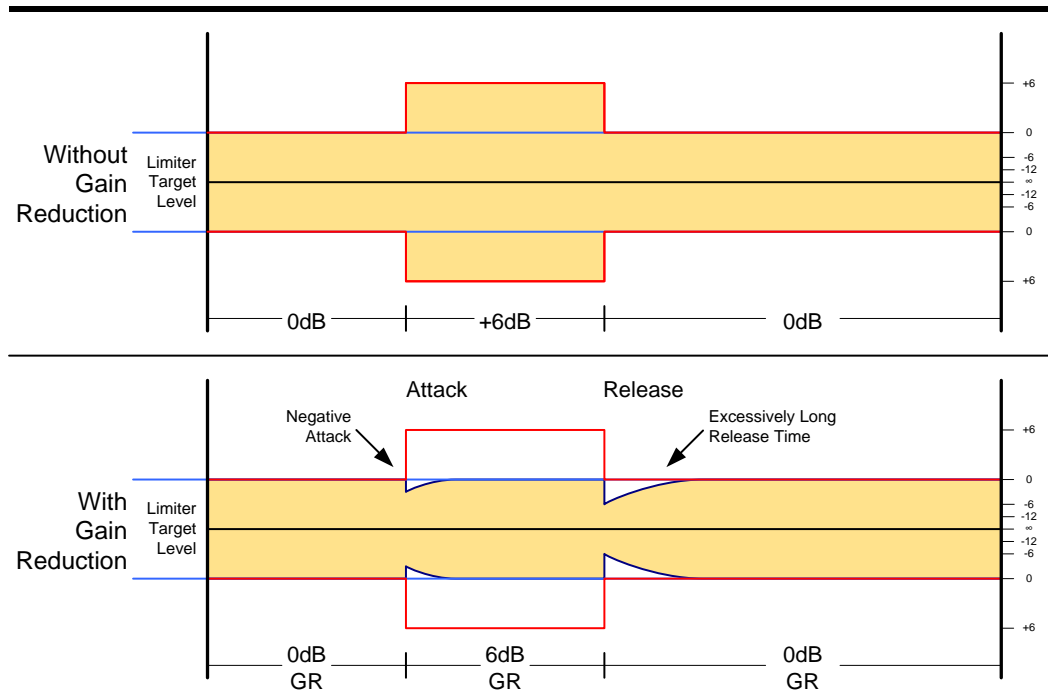 +6
0
-6
-12
∞
-12
-6
0
+6
Without
Gain
Reduction
Limiter
Target
Level
0dB
+6dB
0dB
Attack
Release
Negative
Attack
Excessively Long
Release Time
+6
0
-6
-12
∞
-12
-6
0
+6
With
Gain
Reduction
Limiter
Target
Level
0dB
GR
6dB
GR
0dB
GR